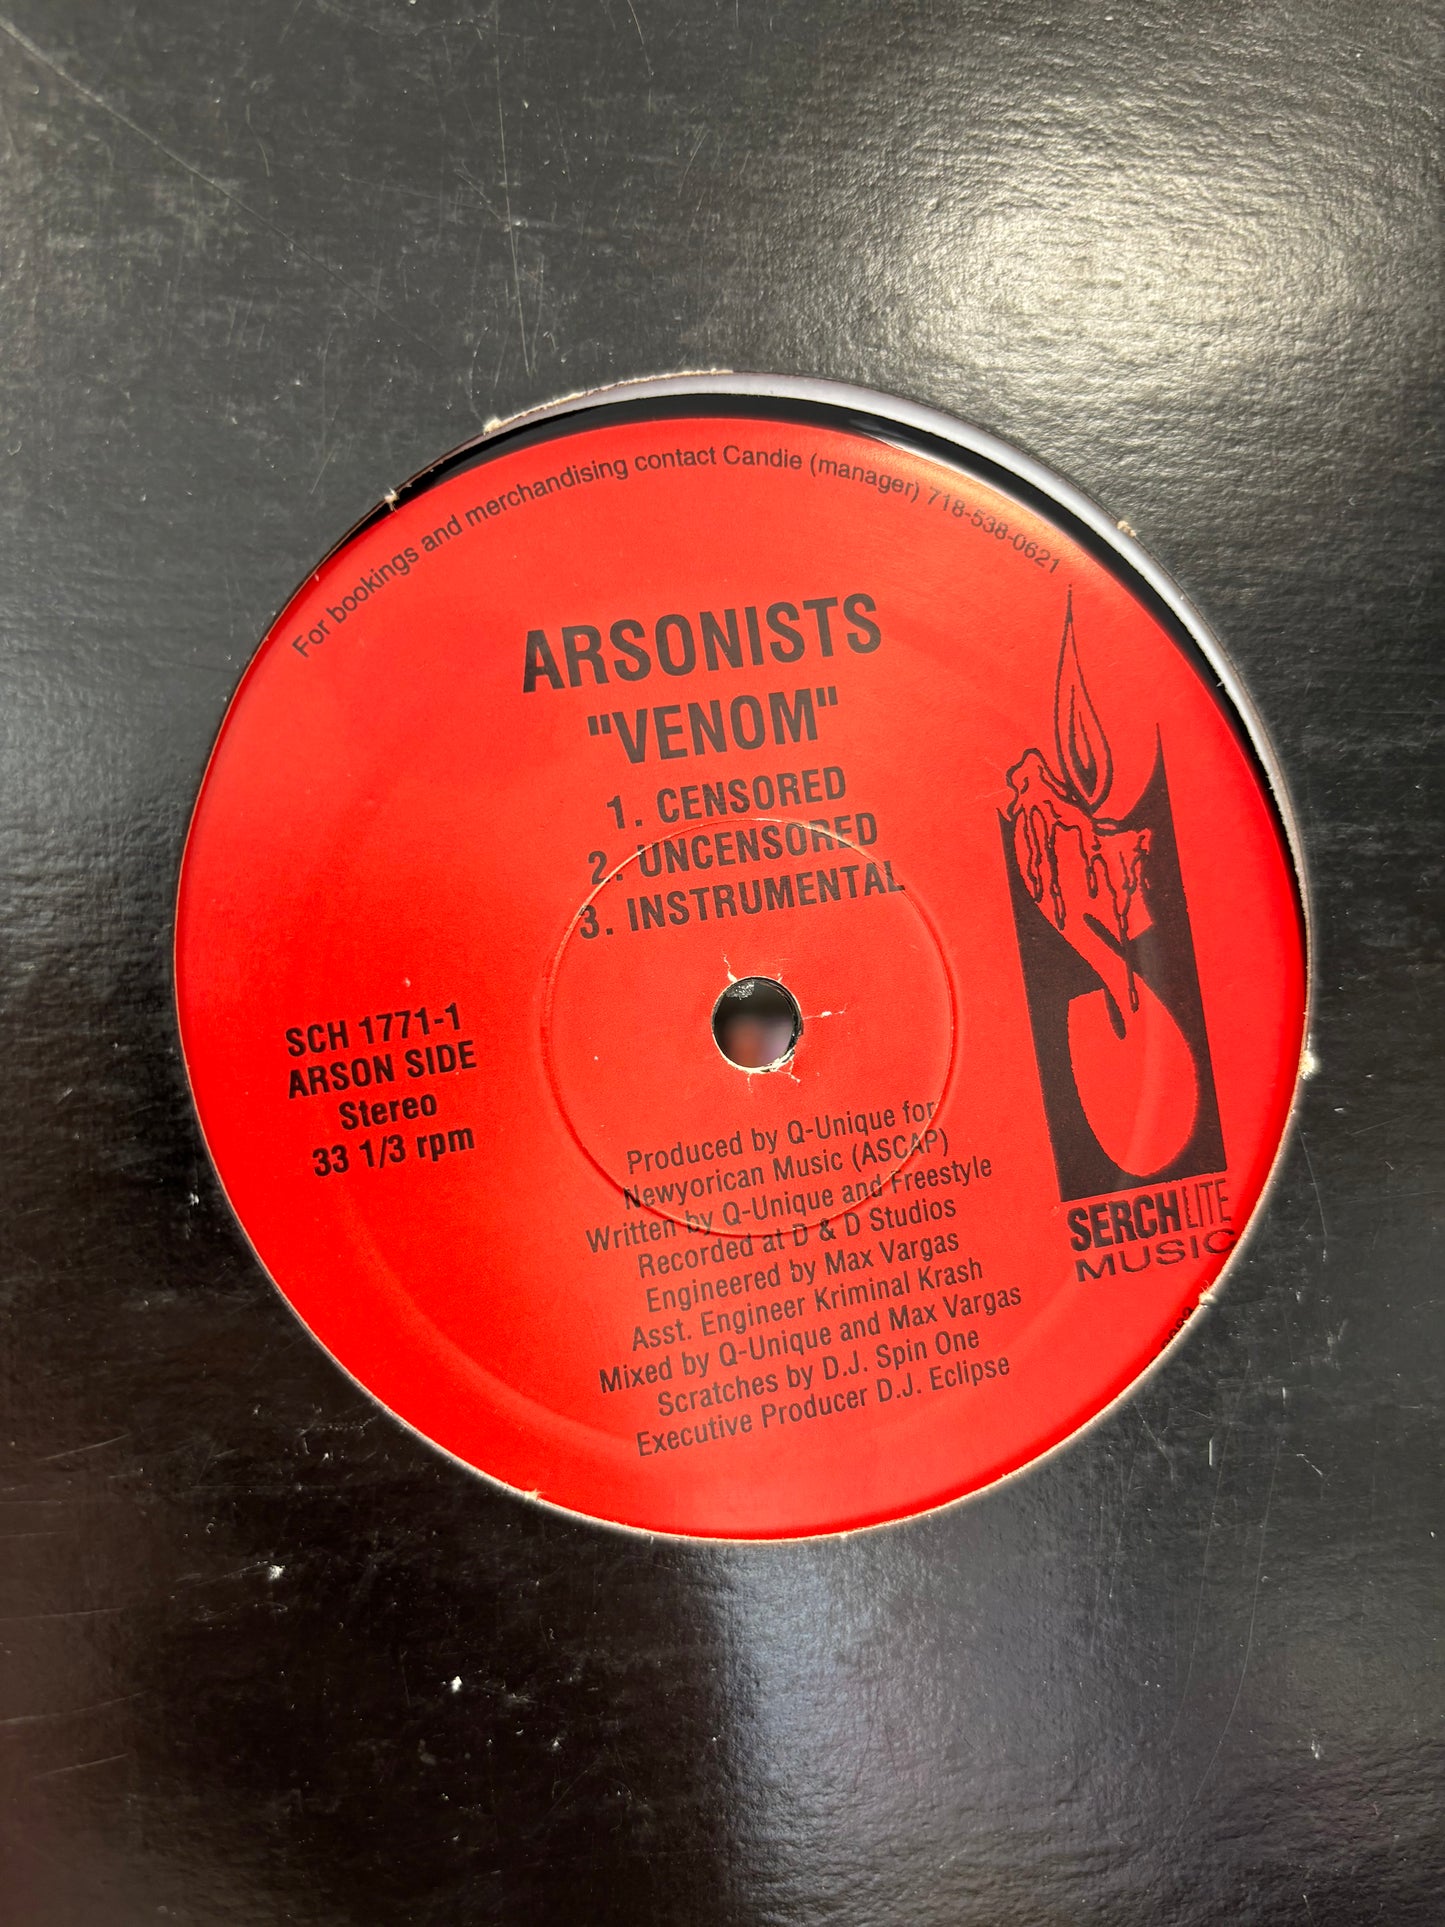 For bookings and merchandising contact Candie (manager) 718-538-0621
ARSONISTS
"VENOM"
1. CENSORED
2. UNCENSORED
3. INSTRUMENTAL
SCH 1771-1
ARSON SIDE
Stereo
33 1/3 rpm
Produced by Q-Unique for
Newyorican Music (ASCAP)
Written by Q-Unique and Freestyle
Recorded at D & D Studios
Engineered by Max Vargas
Asst. Engineer Kriminal Krash
Mixed by Q-Unique and Max Vargas
Scratches by D.J. Spin One
Executive Producer D.J. Eclipse
SERCHLITE
MUSIC